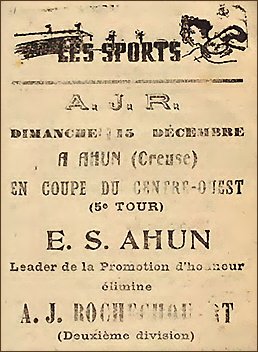 LES SPORTS
A. J. R.
DIMANCHE 15 DÉCEMBRE
A AHUN (Creuse)
EN COUPE DU CENTRE-OUEST
(5e TOUR)
E. S. AHUN
Leader de la Promotion d'honneur
élimine
A. J.
(Deuxième division)